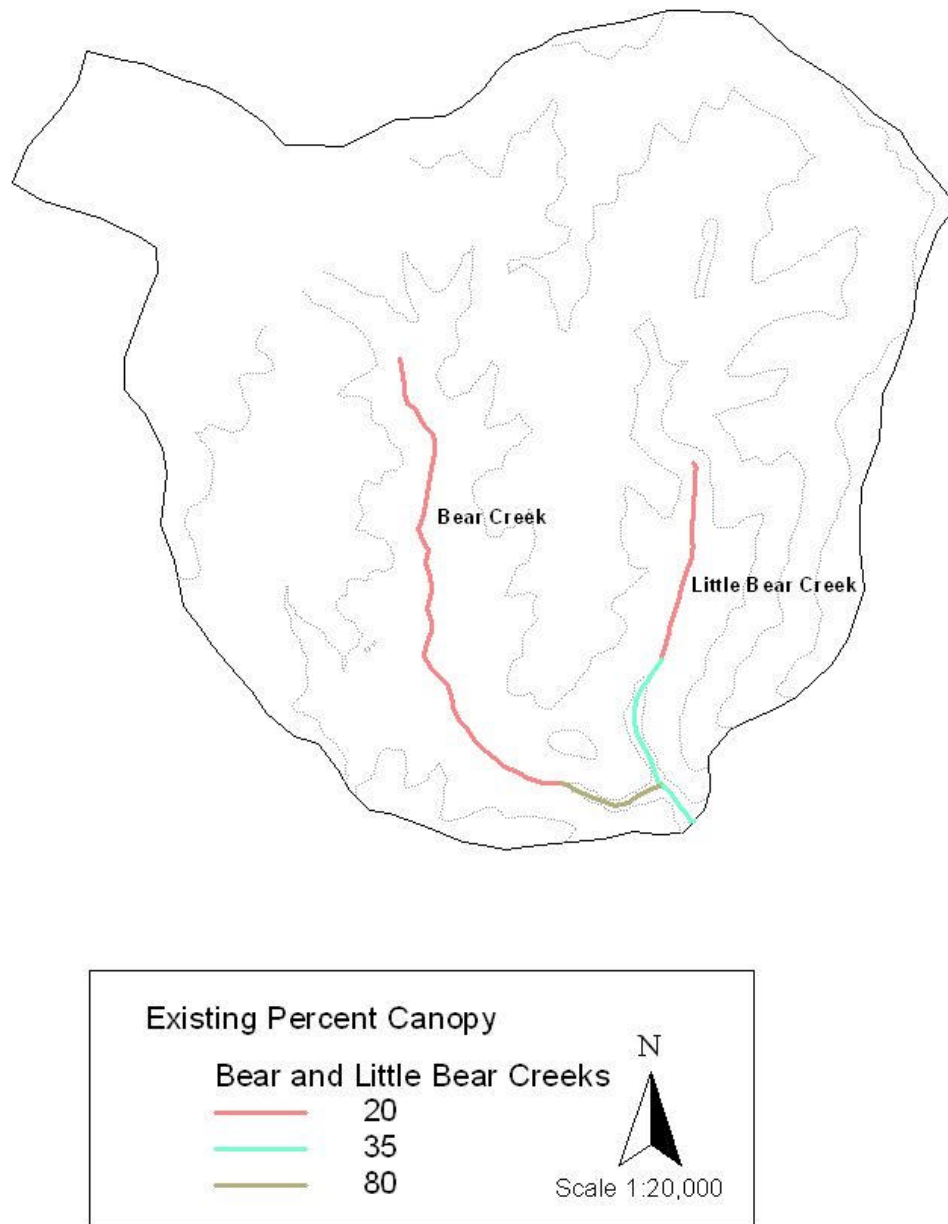 Bear Creek
Little Bear Creek
Existing Percent Canopy
Bear and Little Bear Creeks
20
35
80
N
Scale 1:20,000